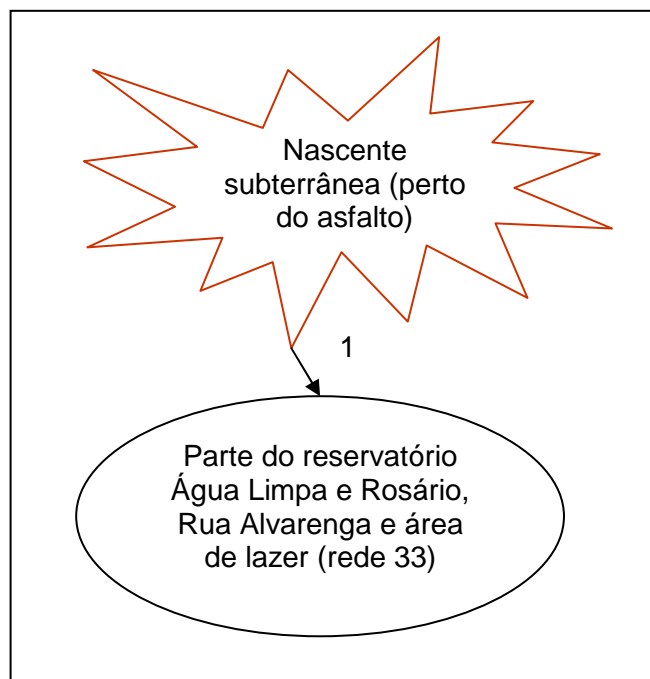 Nascente
subterrânea (perto
do asfalto)
1
Parte do reservatório
Água Limpa e Rosário,
Rua Alvarenga e área
de lazer (rede 33)